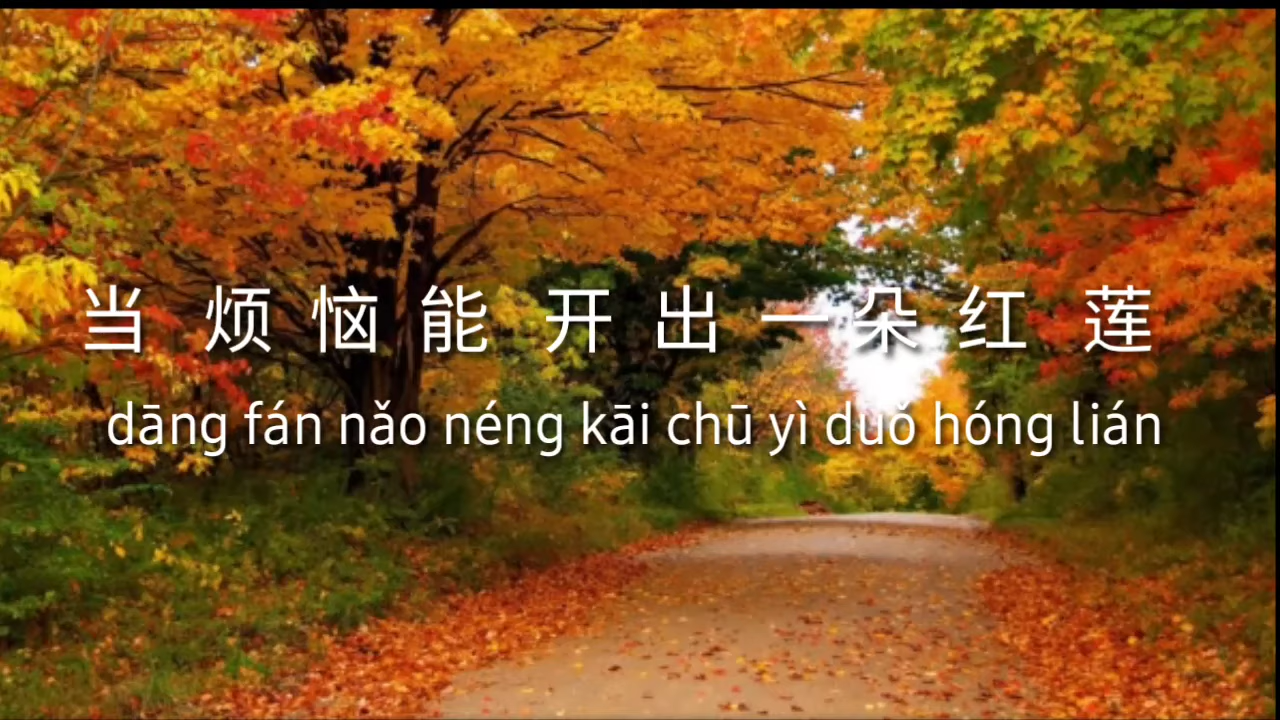 当 烦 恼 能 开 出 一 朵 红 莲
dāng fán nǎo néng kāi chū yì duǒ hóng lián